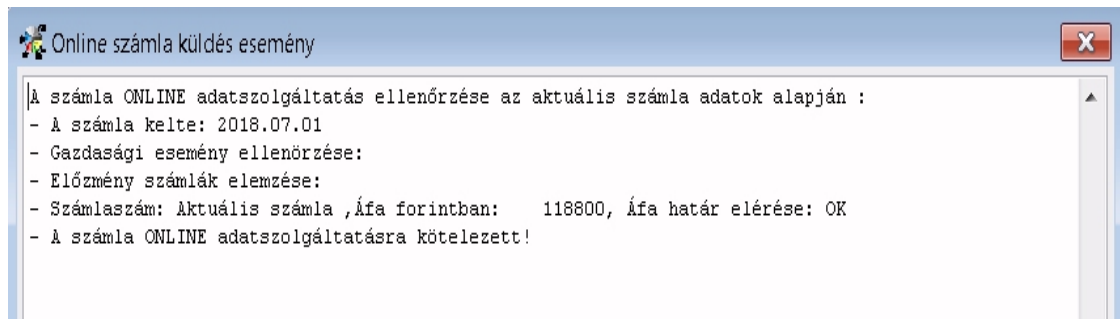 Online számla küldés esemény
A számla ONLINE adatszolgáltatás ellenőrzése az aktuális számla adatok alapján :
- A számla kelte: 2018.07.01
- Gazdasági esemény ellenörzése:
- Előzmény számlák elemzése:
- Számlaszám: Aktuális számla ,Áfa forintban: 118800, Áfa határ elérése: OK
- A számla ONLINE adatszolgáltatásra kötelezett!